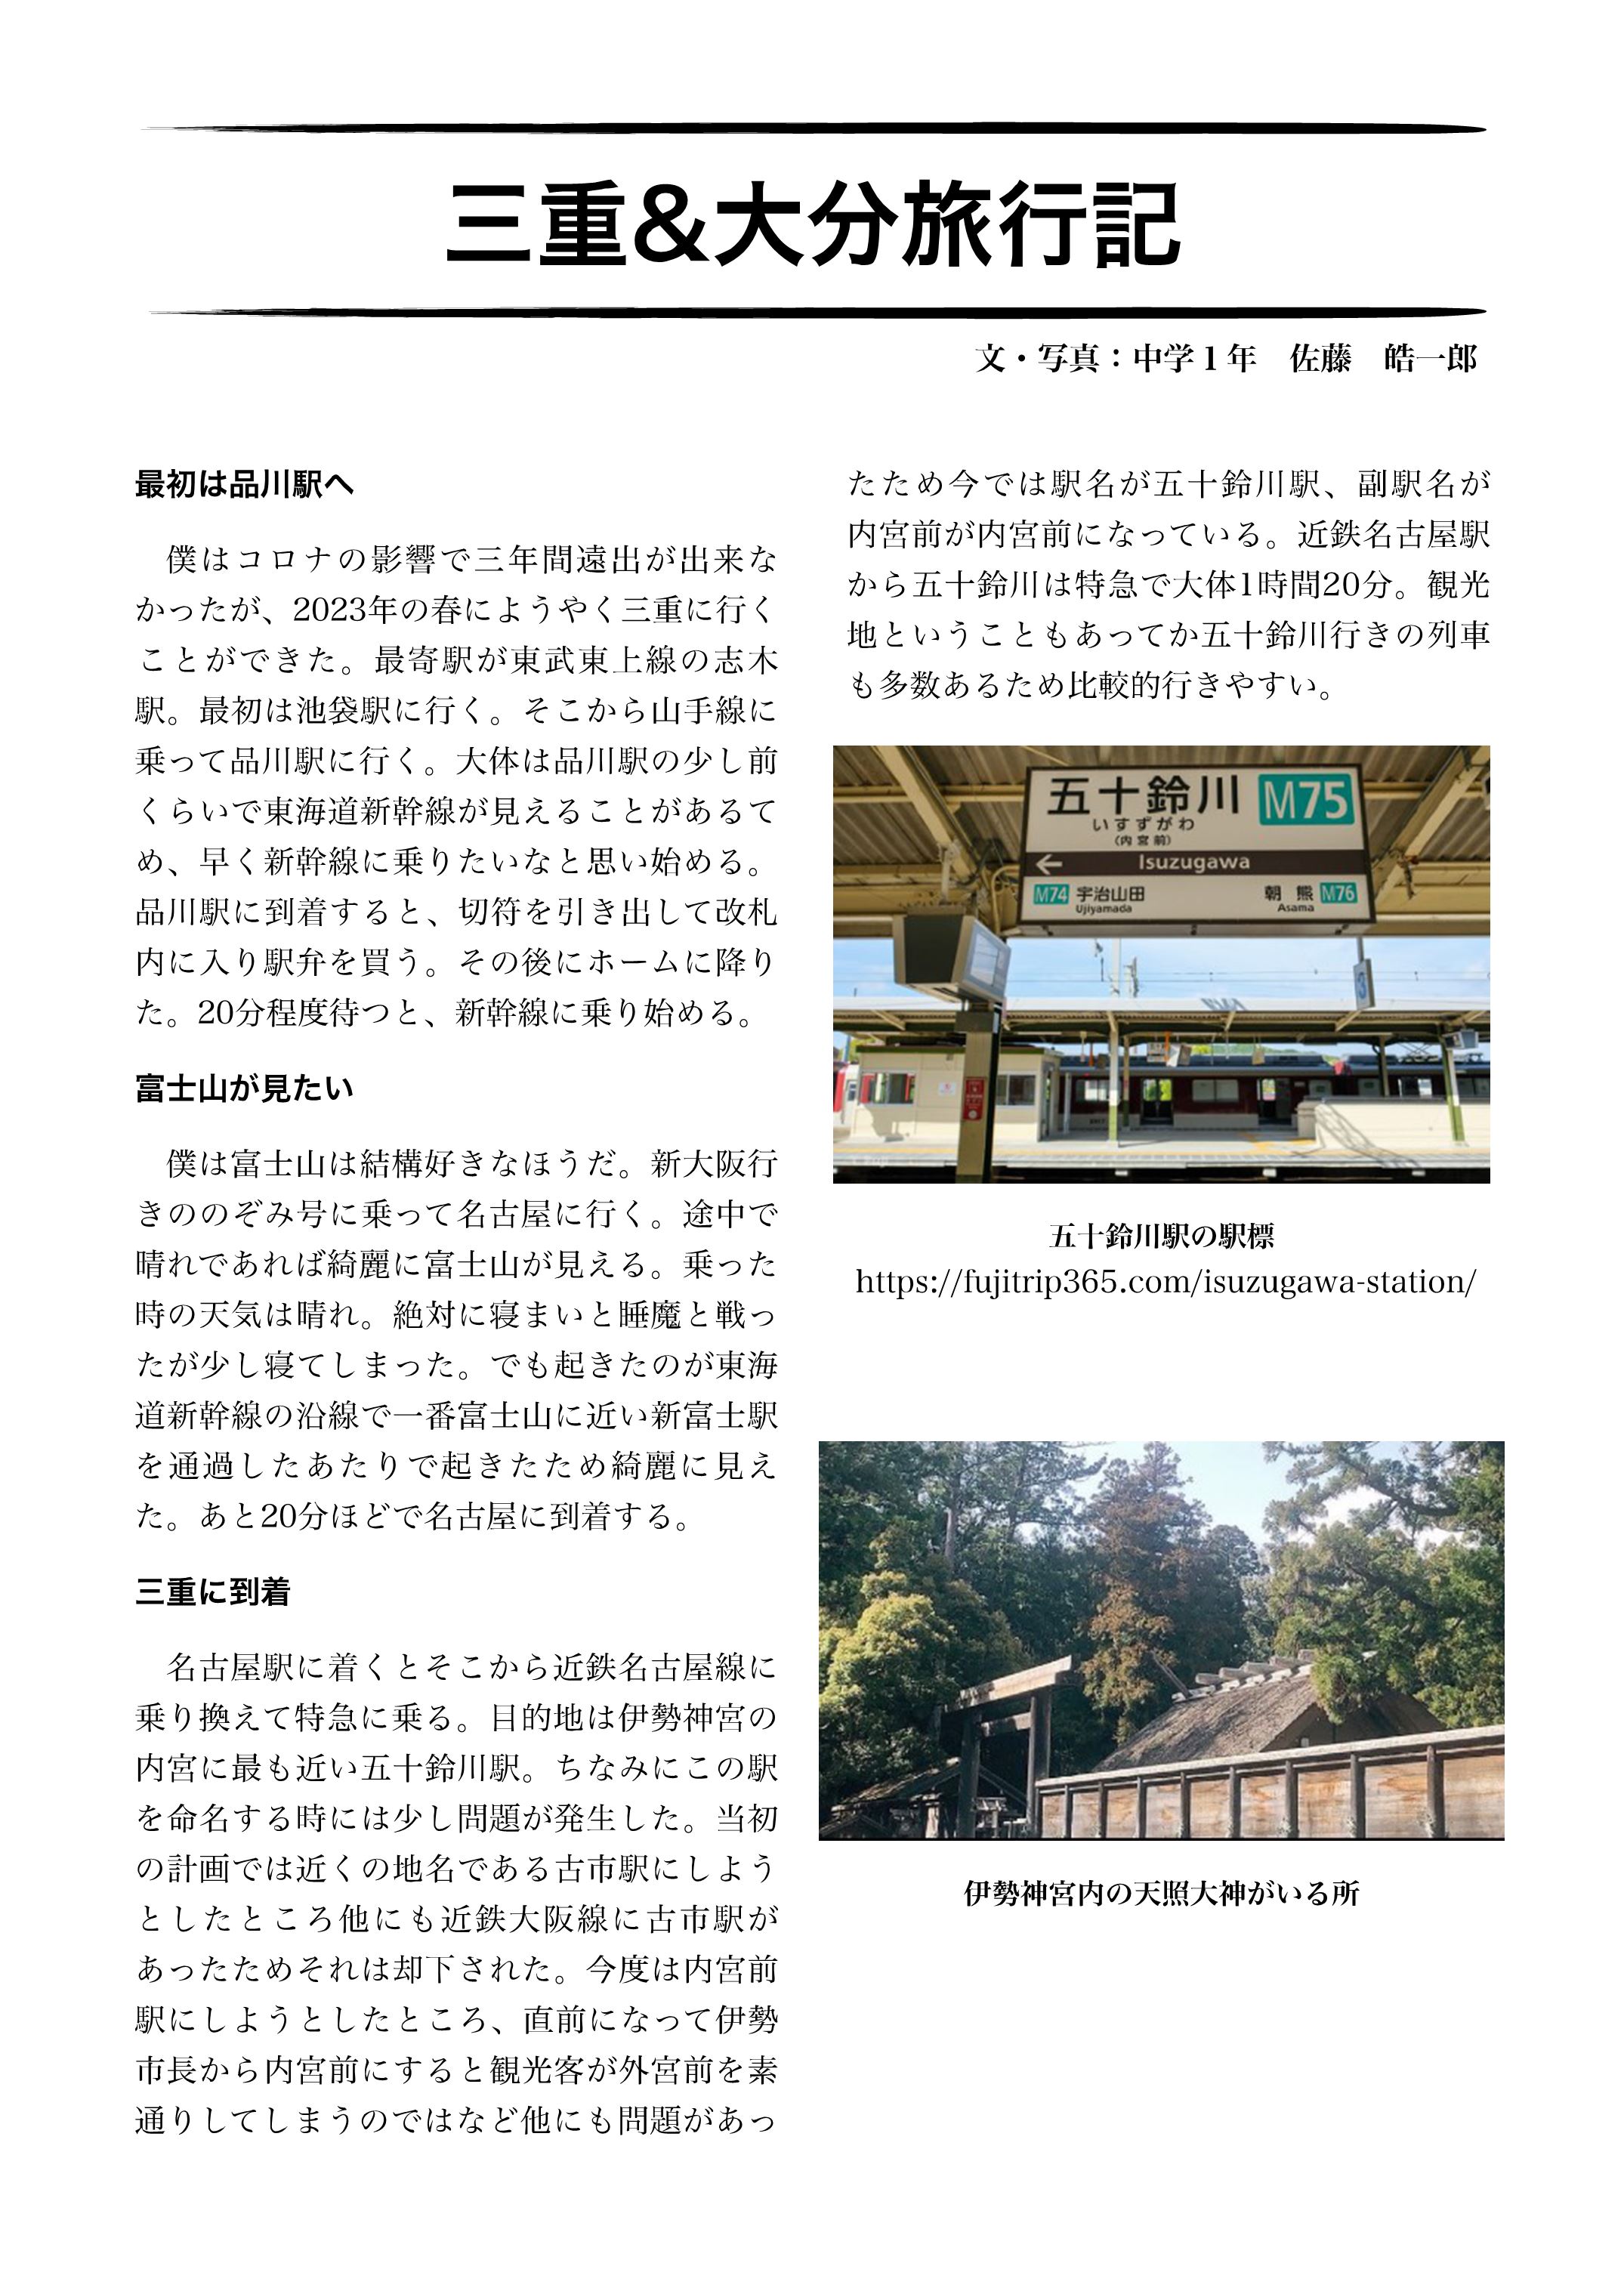 三重&大分旅行記
文・写真：中学1年　佐藤　皓一郎
最初は品川駅へ
　僕はコロナの影響で三年間遠出が出来な
かったが、2023年の春にようやく三重に行く
ことができた。最寄駅が東武東上線の志木
駅。最初は池袋駅に行く。そこから山手線に
乗って品川駅に行く。大体は品川駅の少し前
くらいで東海道新幹線が見えることがあるて
め、早く新幹線に乗りたいなと思い始める。
品川駅に到着すると、切符を引き出して改札
内に入り駅弁を買う。その後にホームに降り
た。20分程度待つと、新幹線に乗り始める。
富士山が見たい
　僕は富士山は結構好きなほうだ。新大阪行
きののぞみ号に乗って名古屋に行く。途中で
晴れであれば綺麗に富士山が見える。乗った
時の天気は晴れ。絶対に寝まいと睡魔と戦っ
たが少し寝てしまった。でも起きたのが東海
道新幹線の沿線で一番富士山に近い新富士駅
を通過したあたりで起きたため綺麗に見え
た。あと20分ほどで名古屋に到着する。
三重に到着
　名古屋駅に着くとそこから近鉄名古屋線に
乗り換えて特急に乗る。目的地は伊勢神宮の
内宮に最も近い五十鈴川駅。ちなみにこの駅
を命名する時には少し問題が発生した。当初
の計画では近くの地名である古市駅にしよう
としたところ他にも近鉄大阪線に古市駅が
あったためそれは却下された。今度は内宮前
駅にしようとしたところ、直前になって伊勢
市長から内宮前にすると観光客が外宮前を素
通りしてしまうのではなど他にも問題があっ
たため今では駅名が五十鈴川駅、副駅名が
内宮前が内宮前になっている。近鉄名古屋駅
から五十鈴川は特急で大体1時間20分。観光
地ということもあってか五十鈴川行きの列車
も多数あるため比較的行きやすい。
五十鈴川 M75
いすずがわ
(内宮前)
← Isuzugawa
M74 宇治山田 朝熊 M76
Ujiyamada Asama
3
五十鈴川駅の駅標
https://fujitrip365.com/isuzugawa-station/
伊勢神宮内の天照大神がいる所